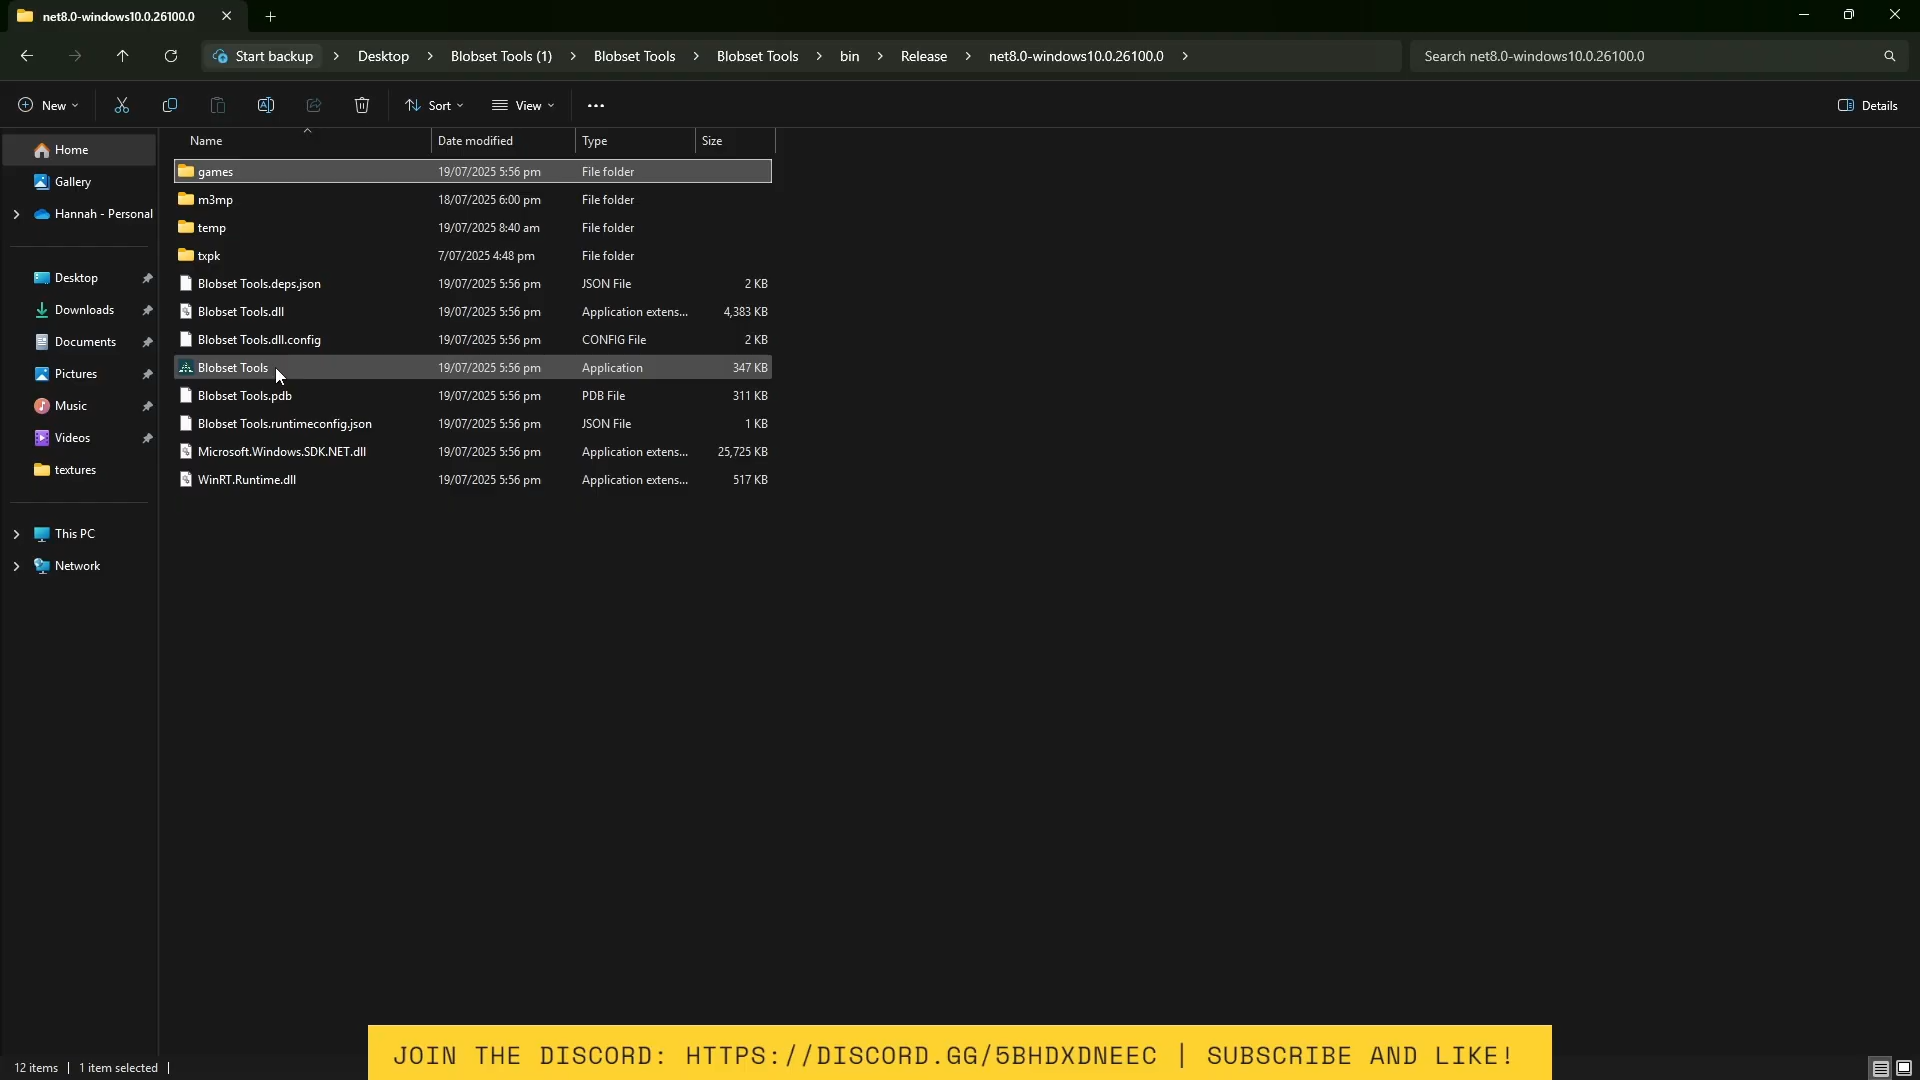 net8.0-windows10.0.26100.0
Start backup > Desktop > Blobset Tools (1) > Blobset Tools > Blobset Tools > bin > Release > net8.0-windows10.0.26100.0 >
Search net8.0-windows10.0.26100.0
New
Sort
View
Details
Home
Gallery
Hannah - Personal
Desktop
Downloads
Documents
Pictures
Music
Videos
textures
This PC
Network
Name Date modified Type Size
games 19/07/2025 5:56 pm File folder
m3mp 18/07/2025 6:00 pm File folder
temp 19/07/2025 8:40 am File folder
txpk 7/07/2025 4:48 pm File folder
Blobset Tools.deps.json 19/07/2025 5:56 pm JSON File 2 KB
Blobset Tools.dll 19/07/2025 5:56 pm Application extens... 4,383 KB
Blobset Tools.dll.config 19/07/2025 5:56 pm CONFIG File 2 KB
Blobset Tools 19/07/2025 5:56 pm Application 347 KB
Blobset Tools.pdb 19/07/2025 5:56 pm PDB File 311 KB
Blobset Tools.runtimeconfig.json 19/07/2025 5:56 pm JSON File 1 KB
Microsoft.Windows.SDK.NET.dll 19/07/2025 5:56 pm Application extens... 25,725 KB
WinRT.Runtime.dll 19/07/2025 5:56 pm Application extens... 517 KB
12 items | 1 item selected |
JOIN THE DISCORD: HTTPS://DISCORD.GG/5BHDXDNEEC | SUBSCRIBE AND LIKE!